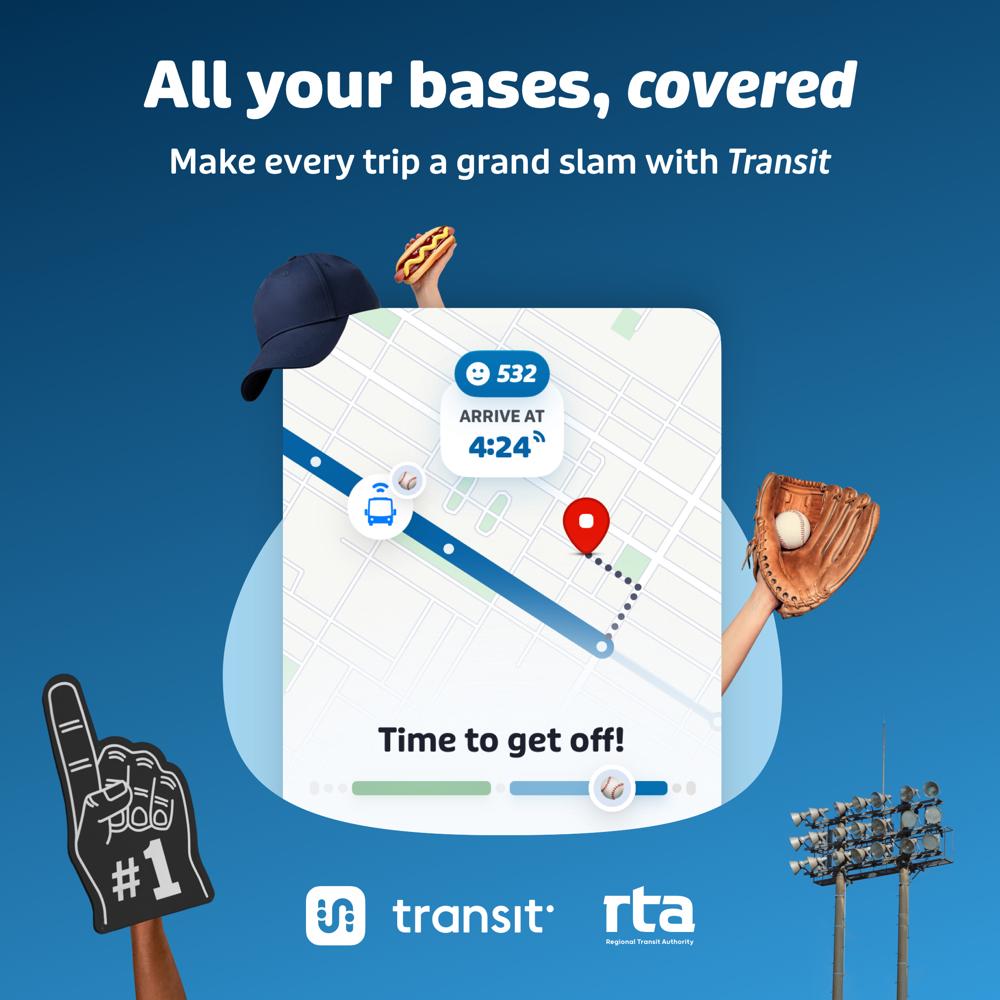 All your bases, covered
Make every trip a grand slam with Transit
532
ARRIVE AT
4:24
Time to get off!
#1
transit
rta
Regional Transit Authority